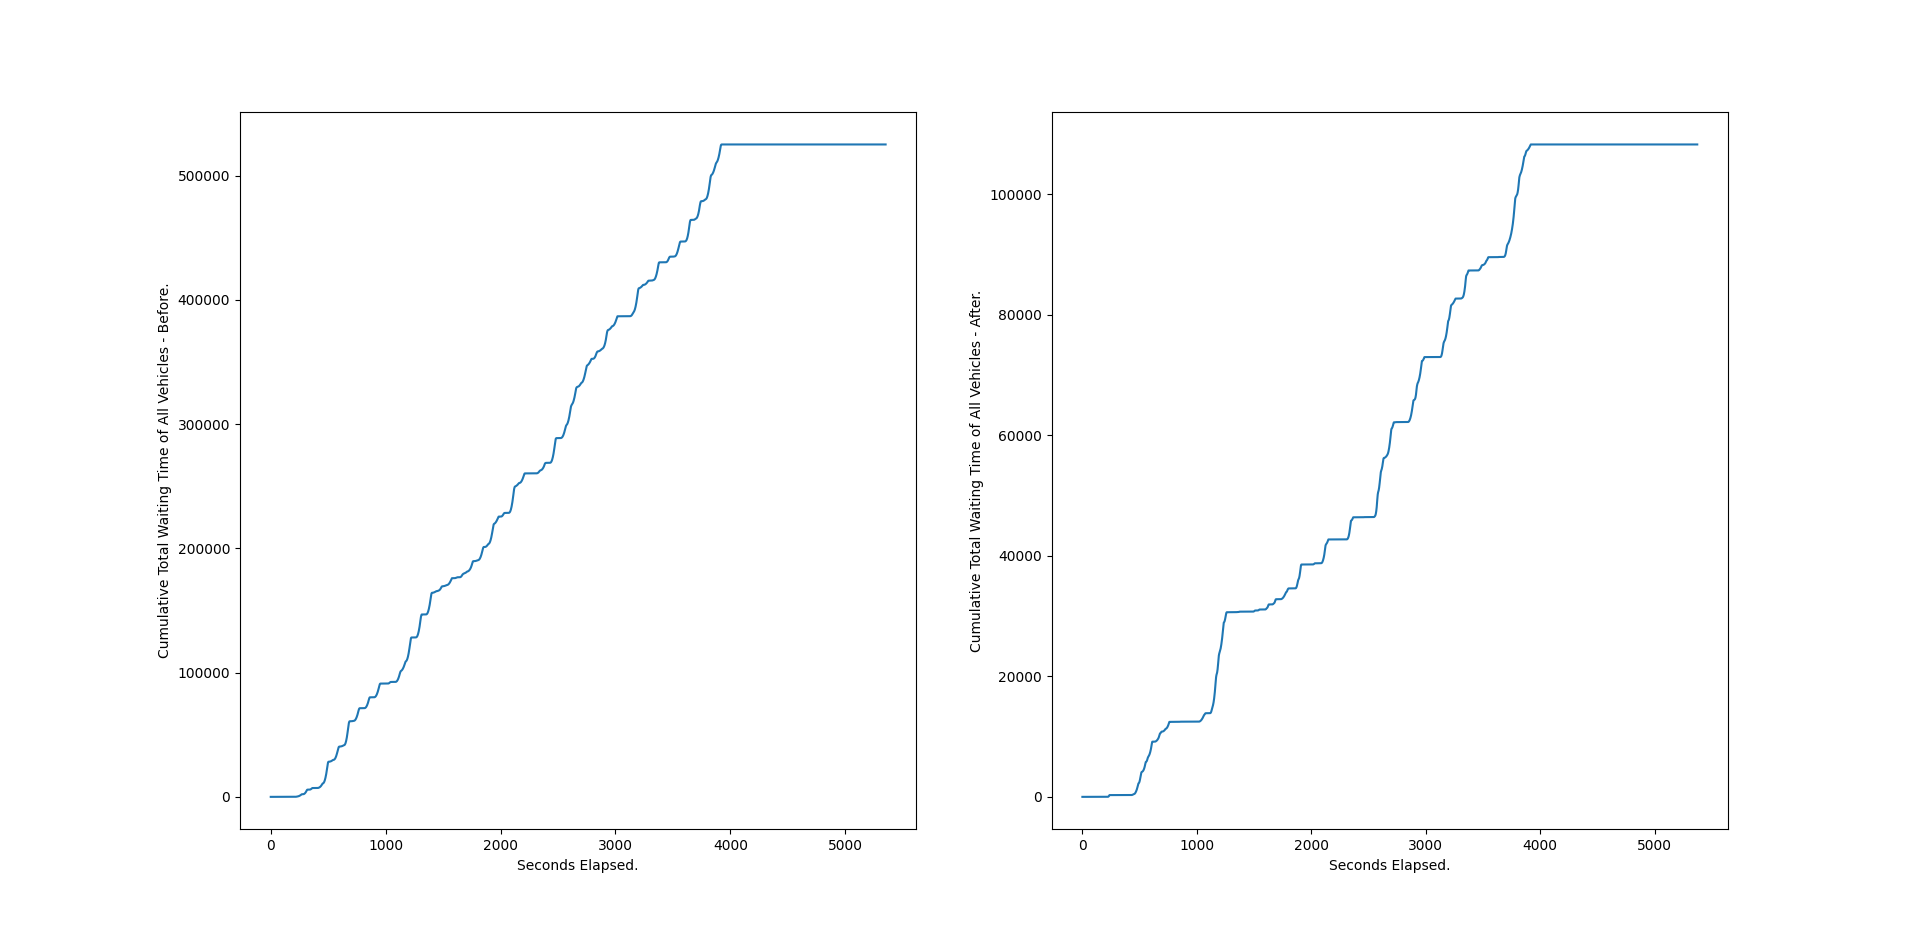 Cumulative Total Waiting Time of All Vehicles - Before.
500000
400000
300000
200000
100000
0
0 1000 2000 3000 4000 5000
Seconds Elapsed.
Cumulative Total Waiting Time of All Vehicles - After.
100000
80000
60000
40000
20000
0
0 1000 2000 3000 4000 5000
Seconds Elapsed.